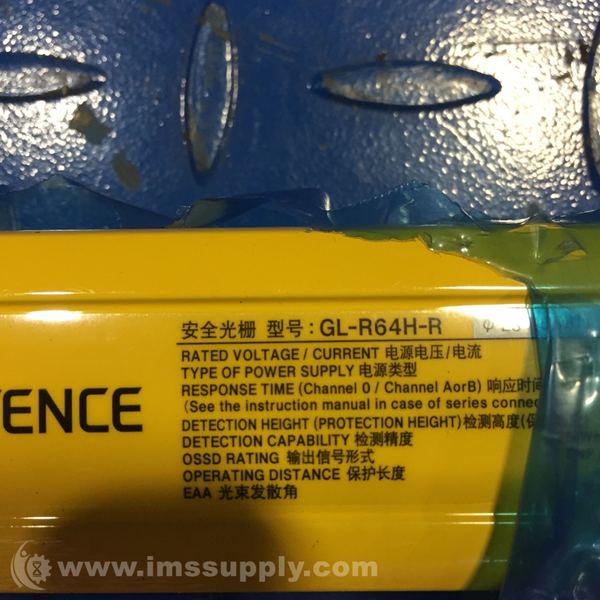 安全光栅 型号:GL-R64H-R
RATED VOLTAGE / CURRENT 电源电压/电流
TYPE OF POWER SUPPLY 电源类型
RESPONSE TIME (Channel 0 / Channel AorB) 响应时间
(See the instruction manual in case of series connec
DETECTION HEIGHT (PROTECTION HEIGHT)检测高度(保
DETECTION CAPABILITY 检测精度
OSSD RATING 输出信号形式
OPERATING DISTANCE 保护长度
EAA 光束发散角
YENCE
www.imssupply.com